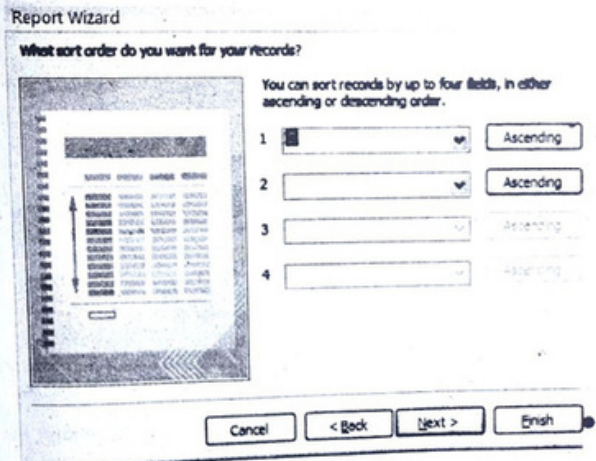 Report Wizard
What sort order do you want for your records?
You can sort records by up to four fields, in either
ascending or descending order.
1 Ascending
2 Ascending
3 Ascending
4 Ascending
Cancel < Back Next > Finish